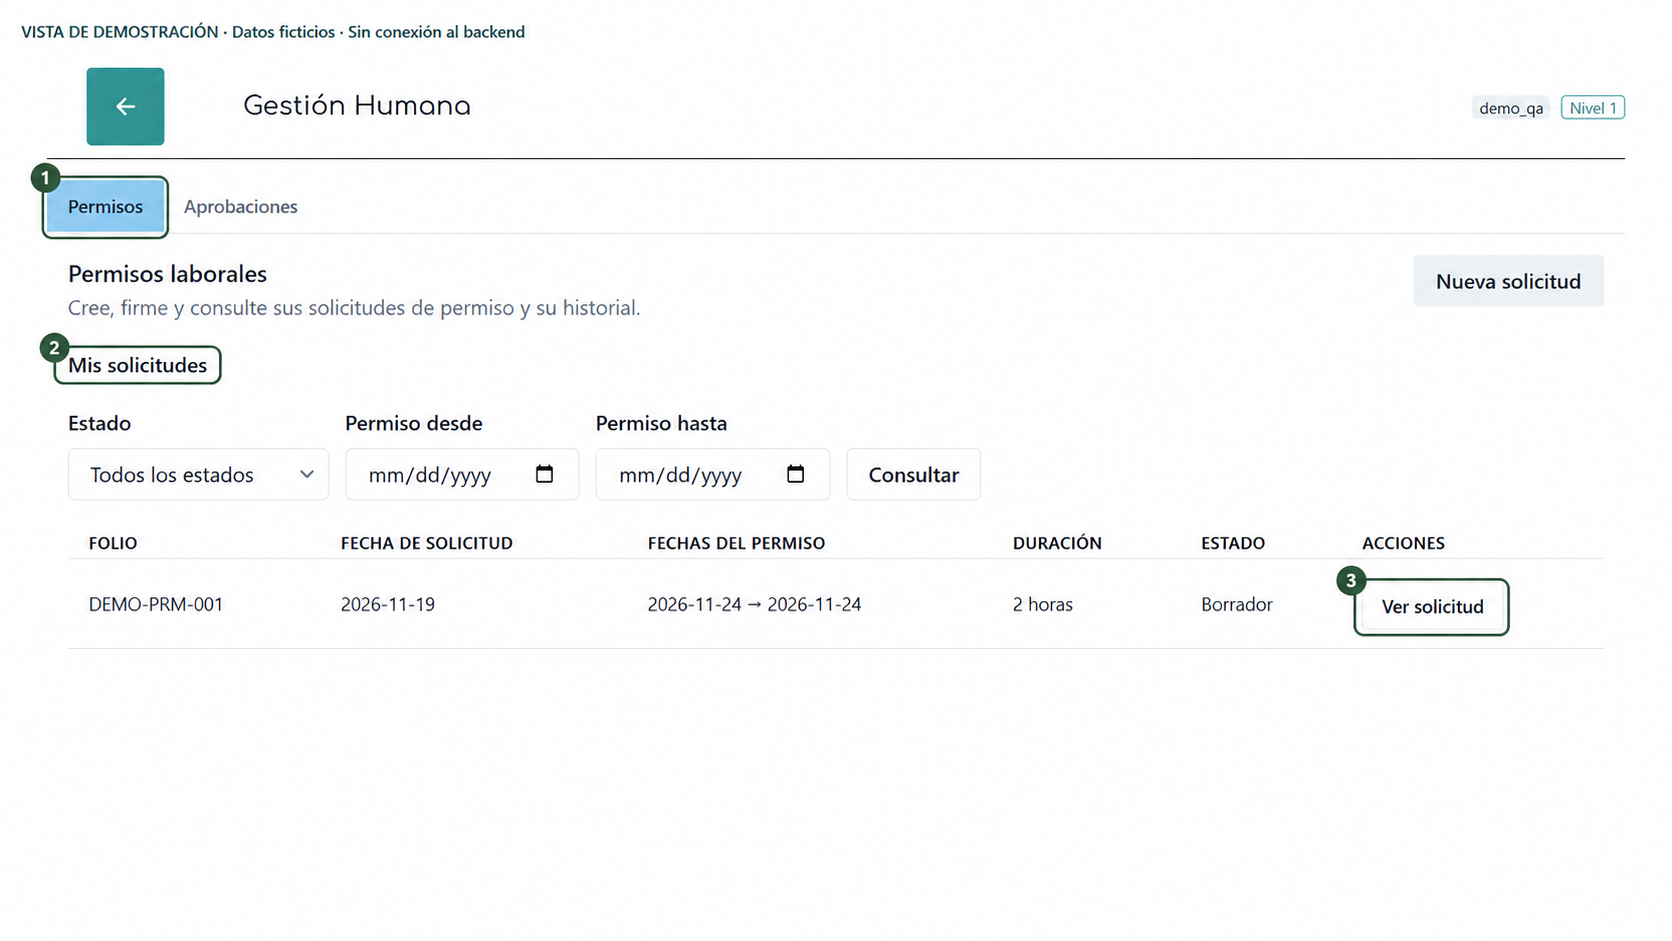 VISTA DE DEMOSTRACIÓN · Datos ficticios · Sin conexión al backend
Gestión Humana
demo_qa Nivel 1
1
Permisos Aprobaciones
Permisos laborales
Nueva solicitud
Cree, firme y consulte sus solicitudes de permiso y su historial.
2
Mis solicitudes
Estado Permiso desde Permiso hasta
Todos los estados mm/dd/yyyy mm/dd/yyyy Consultar
FOLIO FECHA DE SOLICITUD FECHAS DEL PERMISO DURACIÓN ESTADO ACCIONES
3
DEMO-PRM-001 2026-11-19 2026-11-24 → 2026-11-24 2 horas Borrador Ver solicitud